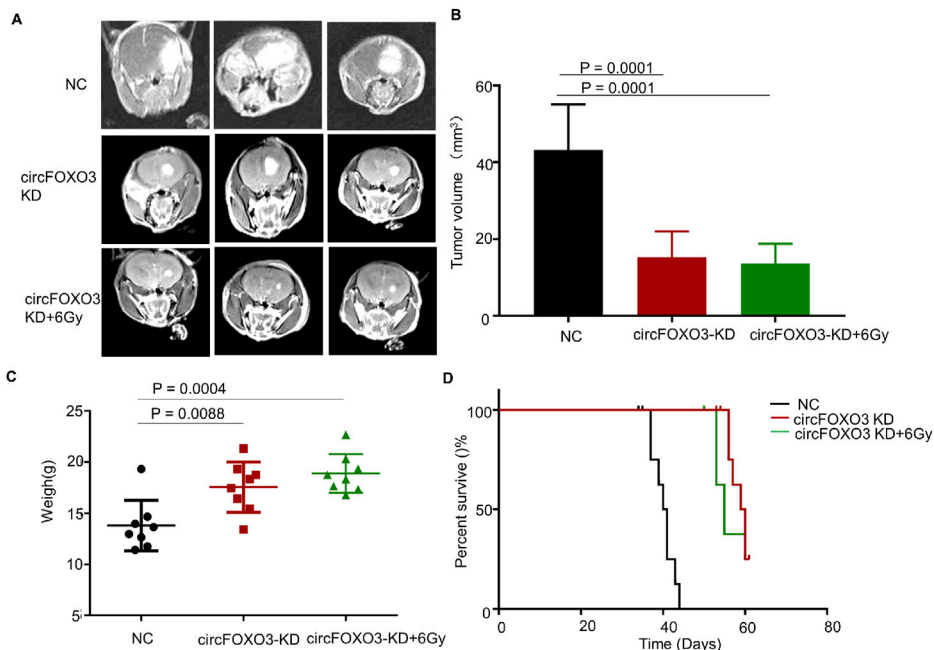 A
NC
circFOXO3
KD
circFOXO3
KD+6Gy
B
P = 0.0001
P = 0.0001
Tumor volume (mm³)
60
40
20
0
NC
circFOXO3-KD
circFOXO3-KD+6Gy
C
P = 0.0004
P = 0.0088
Weigh(g)
25
20
15
10
5
NC
circFOXO3-KD
circFOXO3-KD+6Gy
D
NC
circFOXO3 KD
circFOXO3 KD+6Gy
Percent survive ()%
100
50
0
0
20
40
60
80
Time (Days)